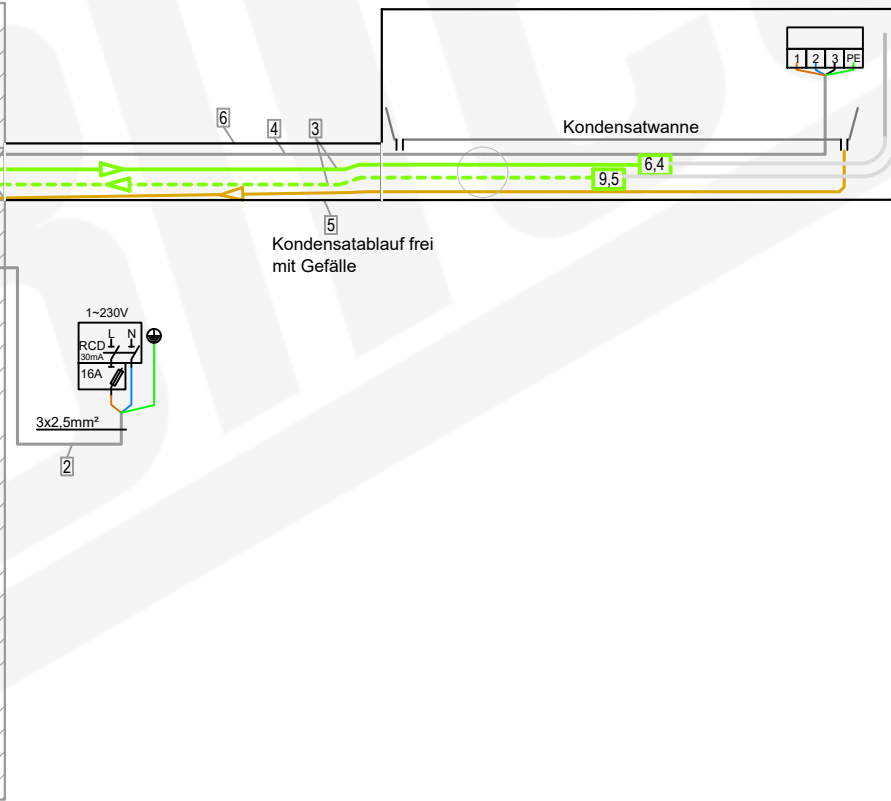 1 2 3 PE
Kondensatwanne
6 4 3
6,4
9,5
5
Kondensatablauf frei
mit Gefälle
1~230V
L N
RCD
30mA
16A
3x2,5mm²
2